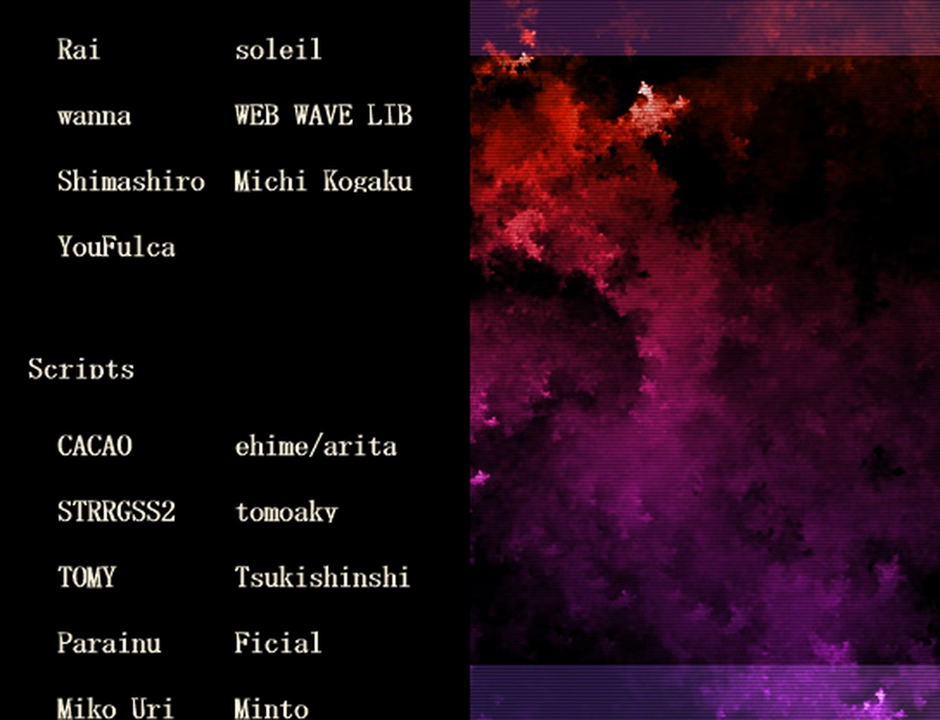 Rai soleil
wanna WEB WAVE LIB
Shimashiro Michi Kogaku
YouFulca
Scripts
CACAO ehime/arita
STRRGSS2 tomoaky
TOMY Tsukishinshi
Parainu Ficial
Miko Uri Minto